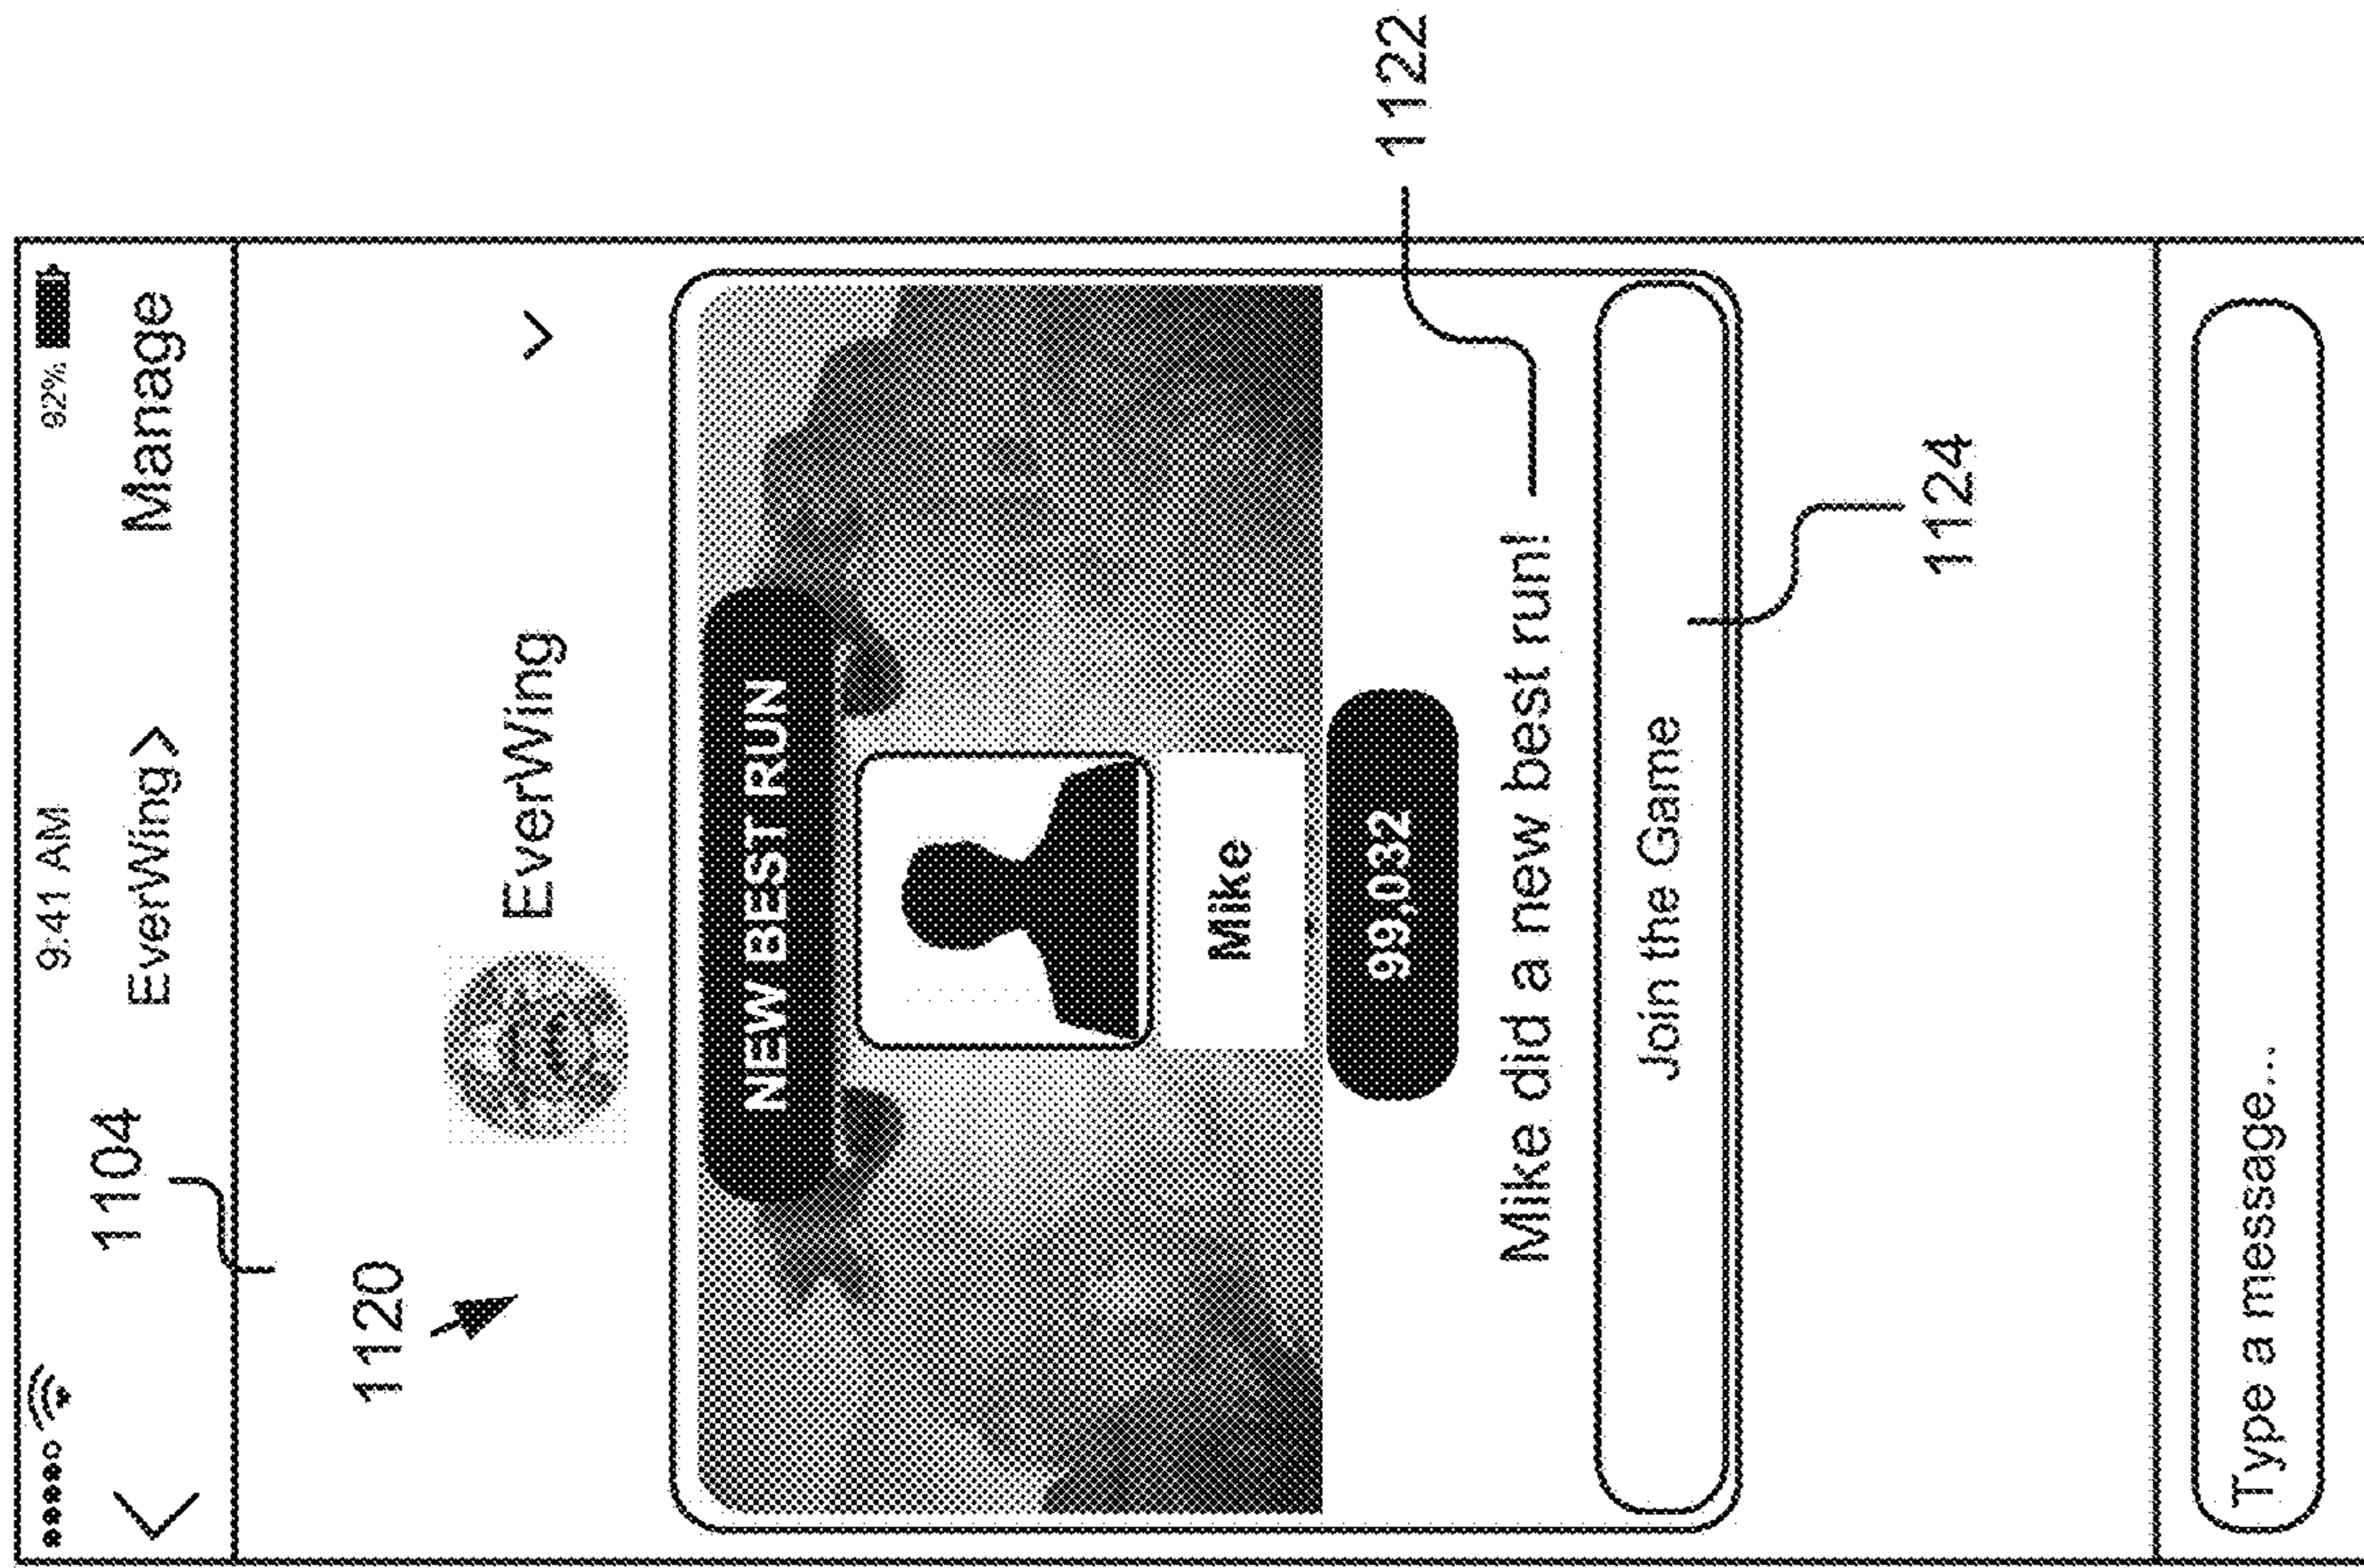 9:41 AM 92%
EverWing> Manage
1104
1120
EverWing
NEW BEST RUN
Mike
99,032
1122
Mike did a new best run!
Join the Game
1124
Type a message...